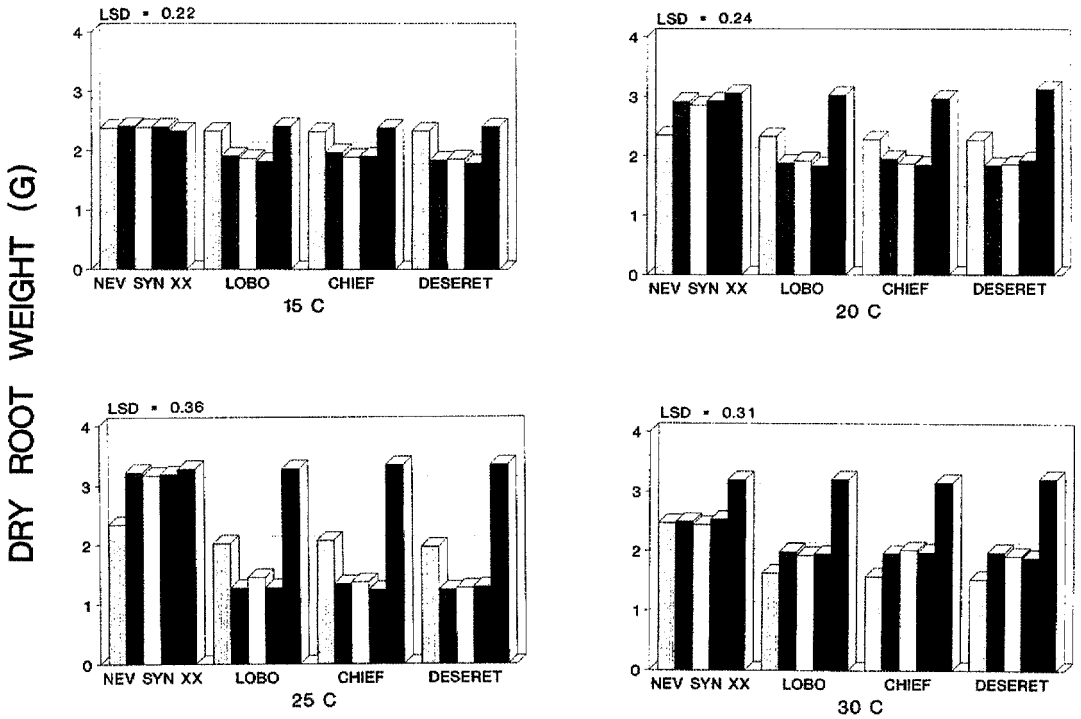 DRY ROOT WEIGHT (G)
LSD = 0.22
4
3
2
1
0
NEV SYN XX LOBO CHIEF DESERET
15 C
LSD = 0.24
4
3
2
1
0
NEV SYN XX LOBO CHIEF DESERET
20 C
LSD = 0.36
4
3
2
1
0
NEV SYN XX LOBO CHIEF DESERET
25 C
LSD = 0.31
4
3
2
1
0
NEV SYN XX LOBO CHIEF DESERET
30 C